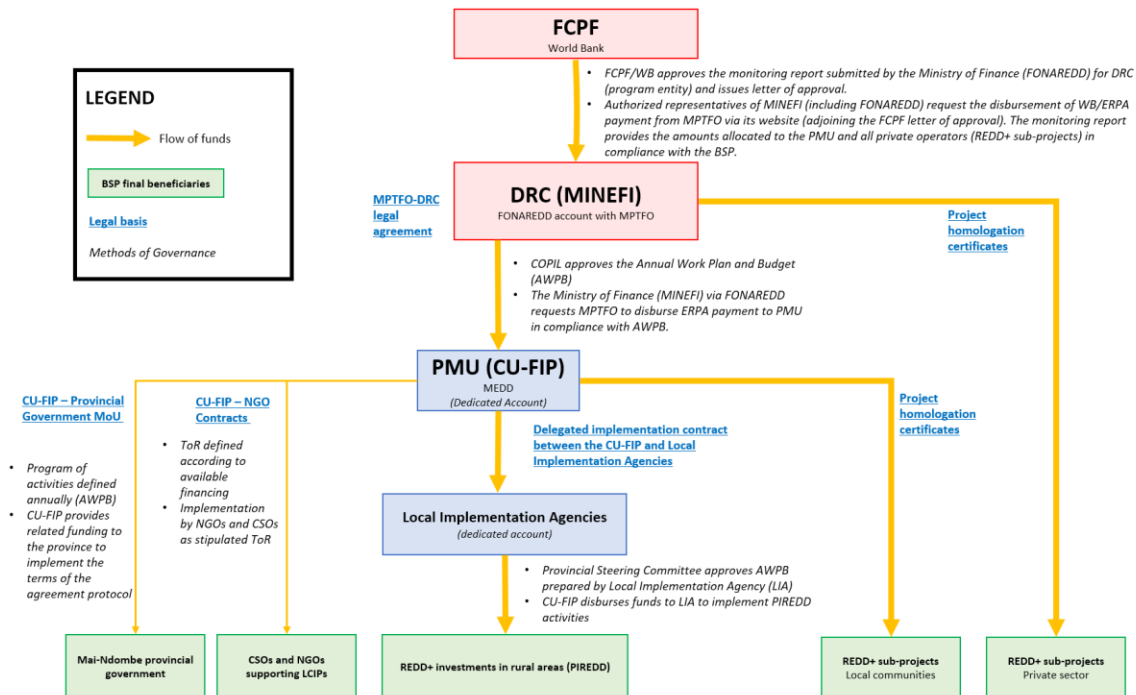 FCPF
World Bank
• FCPF/WB approves the monitoring report submitted by the Ministry of Finance (FONAREDD) for DRC
(program entity) and issues letter of approval.
• Authorized representatives of MINEFI (including FONAREDD) request the disbursement of WB/ERPA
payment from MPTFO via its website (adjoining the FCPF letter of approval). The monitoring report
provides the amounts allocated to the PMU and all private operators (REDD+ sub-projects) in
compliance with the BSP.
LEGEND
Flow of funds
BSP final beneficiaries
Legal basis
Methods of Governance
MPTFO-DRC
legal
agreement
DRC (MINEFI)
FONAREDD account with MPTFO
Project
homologation
certificates
• COPIL approves the Annual Work Plan and Budget
(AWPB)
• The Ministry of Finance (MINEFI) via FONAREDD
requests MPTFO to disburse ERPA payment to PMU
in compliance with AWPB.
PMU (CU-FIP)
MEDD
(Dedicated Account)
CU-FIP – Provincial
Government MoU
• Program of
activities defined
annually (AWPB)
• CU-FIP provides
related funding to
the province to
implement the
terms of the
agreement protocol
CU-FIP – NGO
Contracts
• ToR defined
according to
available
financing
• Implementation
by NGOs and CSOs
as stipulated ToR
Delegated implementation contract
between the CU-FIP and Local
Implementation Agencies
Project
homologation
certificates
Local Implementation Agencies
(dedicated account)
• Provincial Steering Committee approves AWPB
prepared by Local Implementation Agency (LIA)
• CU-FIP disburses funds to LIA to implement PIREDD
activities
Mai-Ndombe provincial
government
CSOs and NGOs
supporting LCIPs
REDD+ investments in rural areas (PIREDD)
REDD+ sub-projects
Local communities
REDD+ sub-projects
Private sector